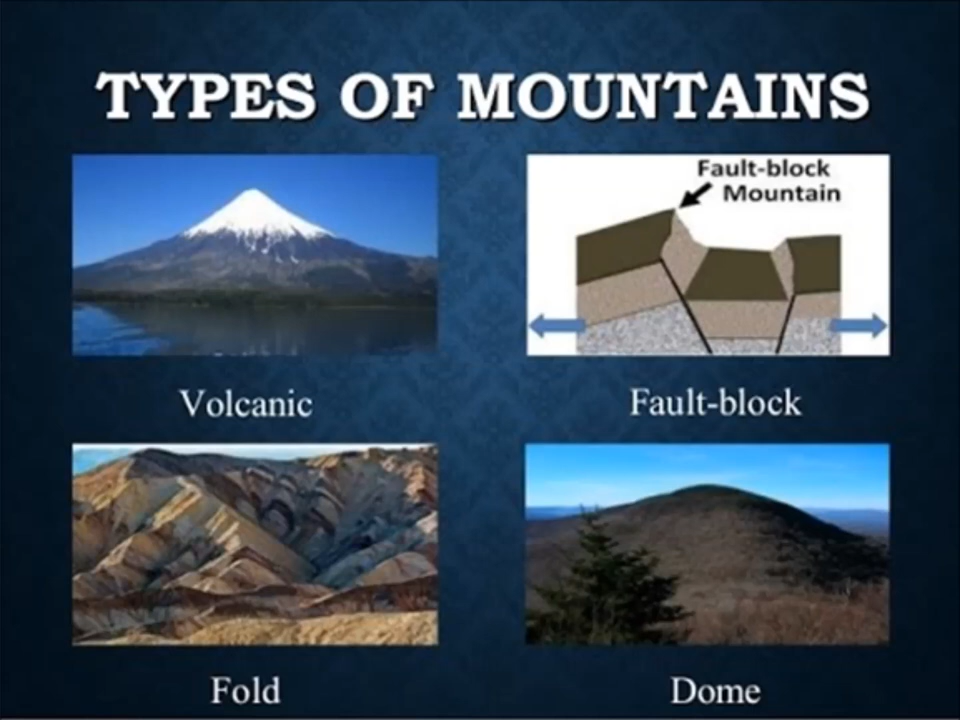 TYPES OF MOUNTAINS
Fault-block
Mountain
Volcanic
Fault-block
Fold
Dome